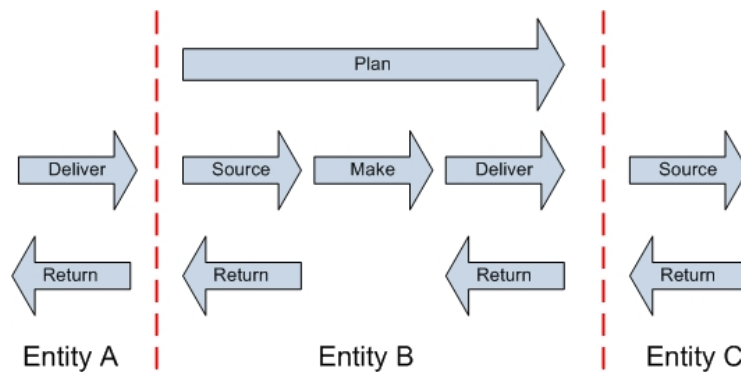 Plan
Deliver
Source
Make
Deliver
Source
Return
Return
Return
Return
Entity A
Entity B
Entity C